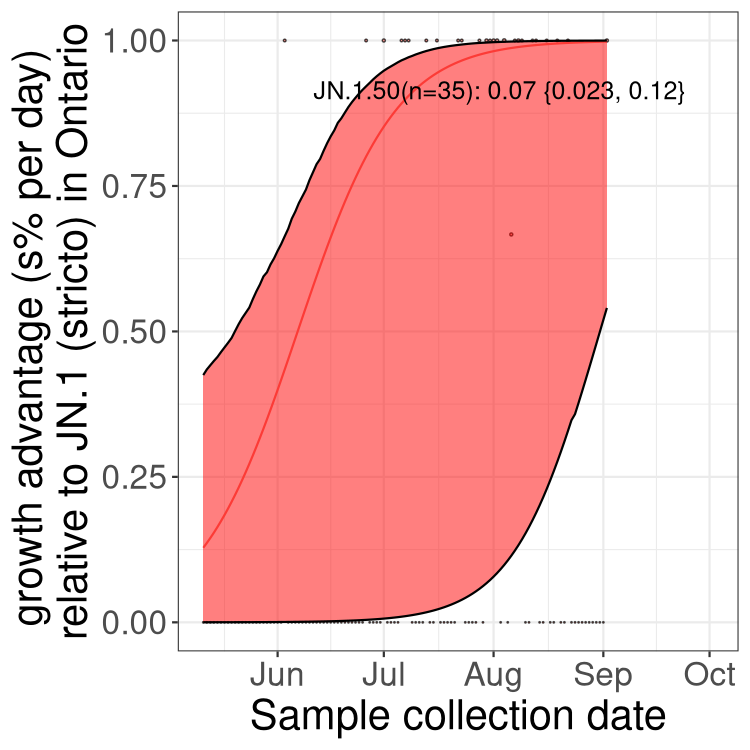 growth advantage (s% per day)
relative to JN.1 (stricto) in Ontario
1.00
0.75
0.50
0.25
0.00
JN.1.50(n=35): 0.07 {0.023, 0.12}
Jun Jul Aug Sep Oct
Sample collection date